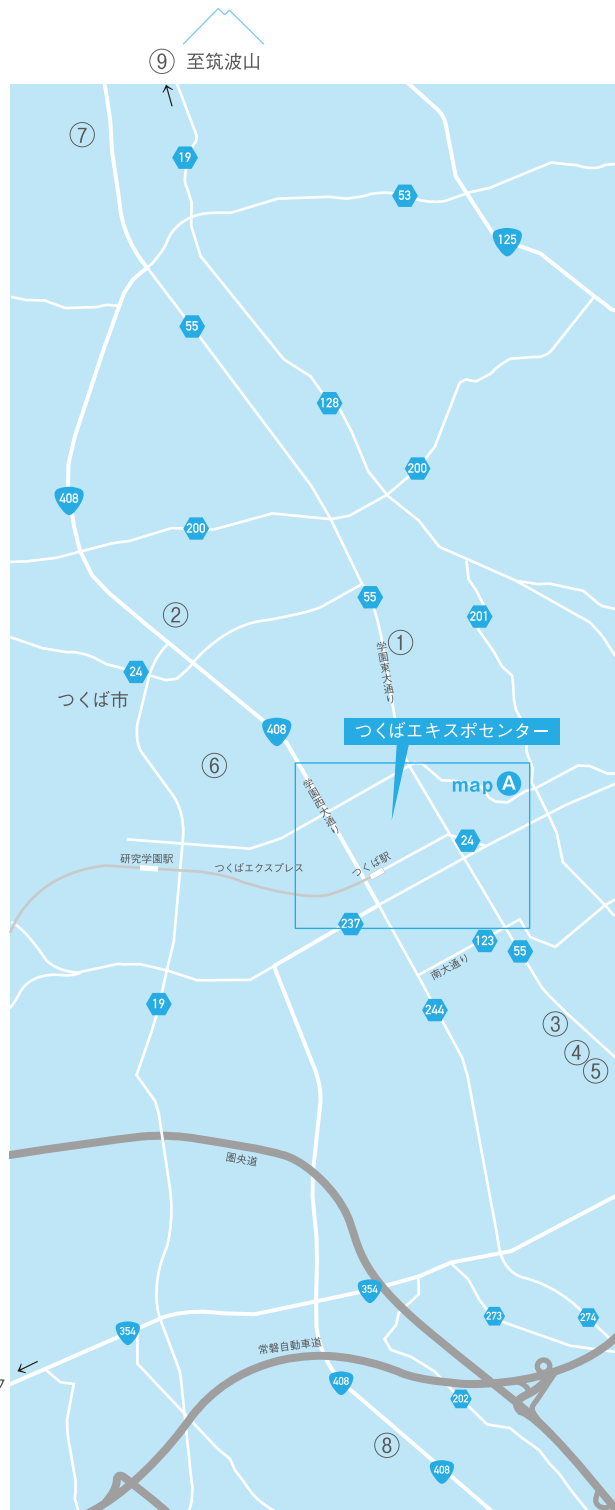 ⑨ 至筑波山
⑦
19
53
125
55
128
200
408
200
②
55
201
①
学園東大通り
24
つくば市
408
つくばエキスポセンター
⑥
map A
学園西大通り
24
研究学園駅
つくばエクスプレス
つくば駅
237
123
南大通り
55
19
244
③
④
⑤
圏央道
354
273
274
354
常磐自動車道
408
202
⑧
408